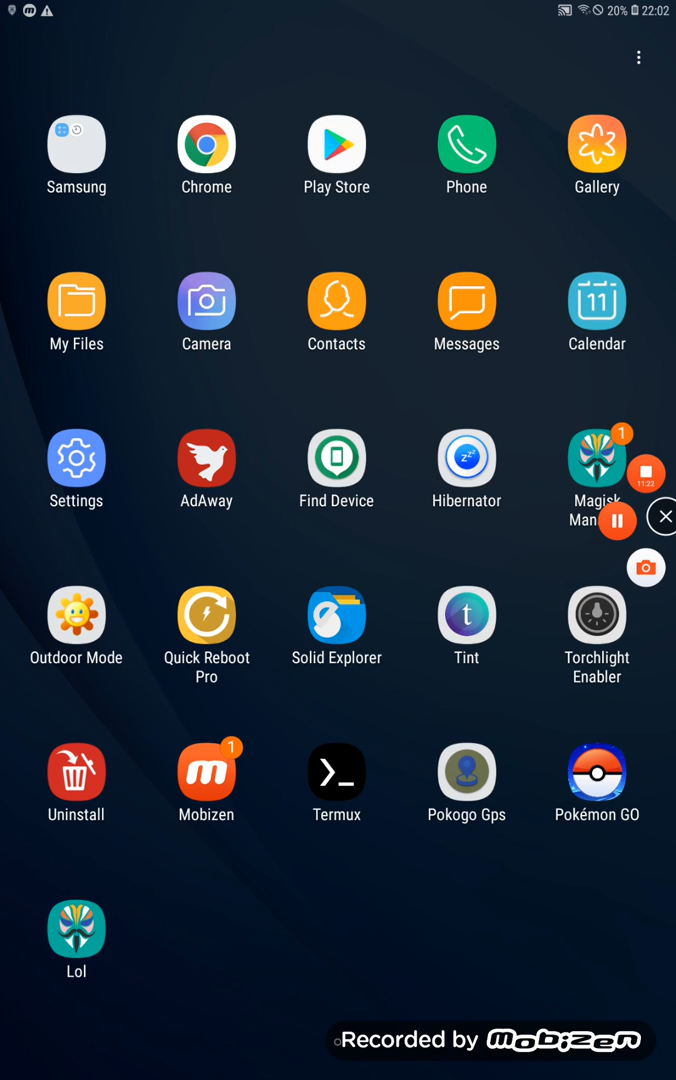 20% 22:02
Samsung Chrome Play Store Phone Gallery
11
My Files Camera Contacts Messages Calendar
zzz
1
11:22
Settings AdAway Find Device Hibernator Magisk
Man
t
Outdoor Mode Quick Reboot Solid Explorer Tint Torchlight
Pro Enabler
1
m
Uninstall Mobizen Termux Pokogo Gps Pokémon GO
Lol
Recorded by mobizen